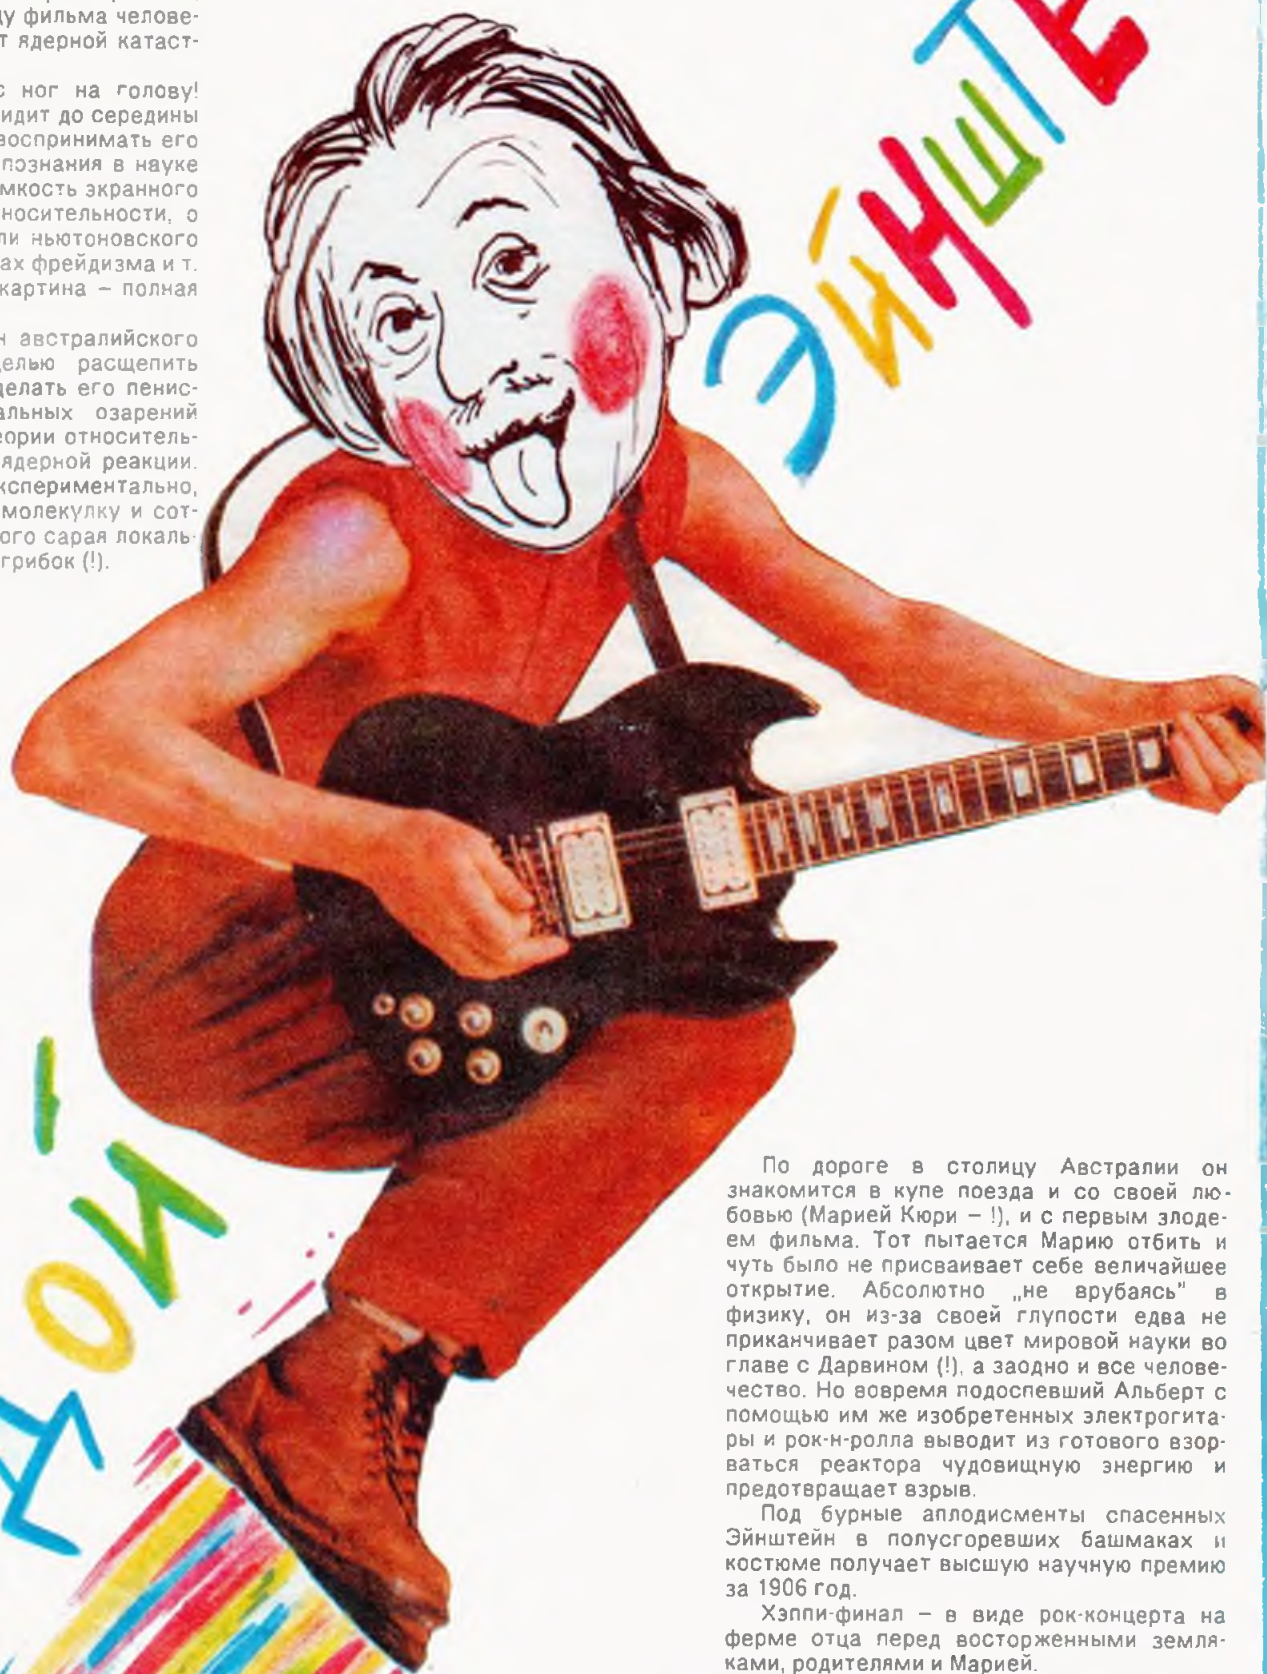 ду фильма челове-
т ядерной катаст-
с ног на голову!
идит до середины
воспринимать его
познания в науке
мкость экранного
носительности, о
ли ньютоновского
ах фрейдизма и т.
картина – полная
н австралийского
целью расщепить
делать его пенис-
альных озарений
еории относитель-
ядерной реакции.
кспериментально,
молекулку и сот-
ого сарая локаль-
грибок (!).
ЭЙНШТЕ
ДОЙ
По дороге в столицу Австралии он
знакомится в купе поезда и со своей лю-
бовью (Марией Кюри – !), и с первым злоде-
ем фильма. Тот пытается Марию отбить и
чуть было не присваивает себе величайшее
открытие. Абсолютно „не врубаясь" в
физику, он из-за своей глупости едва не
приканчивает разом цвет мировой науки во
главе с Дарвином (!), а заодно и все челове-
чество. Но вовремя подоспевший Альберт с
помощью им же изобретенных электрогита-
ры и рок-н-ролла выводит из готового взор-
ваться реактора чудовищную энергию и
предотвращает взрыв.
Под бурные аплодисменты спасенных
Эйнштейн в полусгоревших башмаках и
костюме получает высшую научную премию
за 1906 год.
Хэппи-финал – в виде рок-концерта на
ферме отца перед восторженными земля-
ками, родителями и Марией.